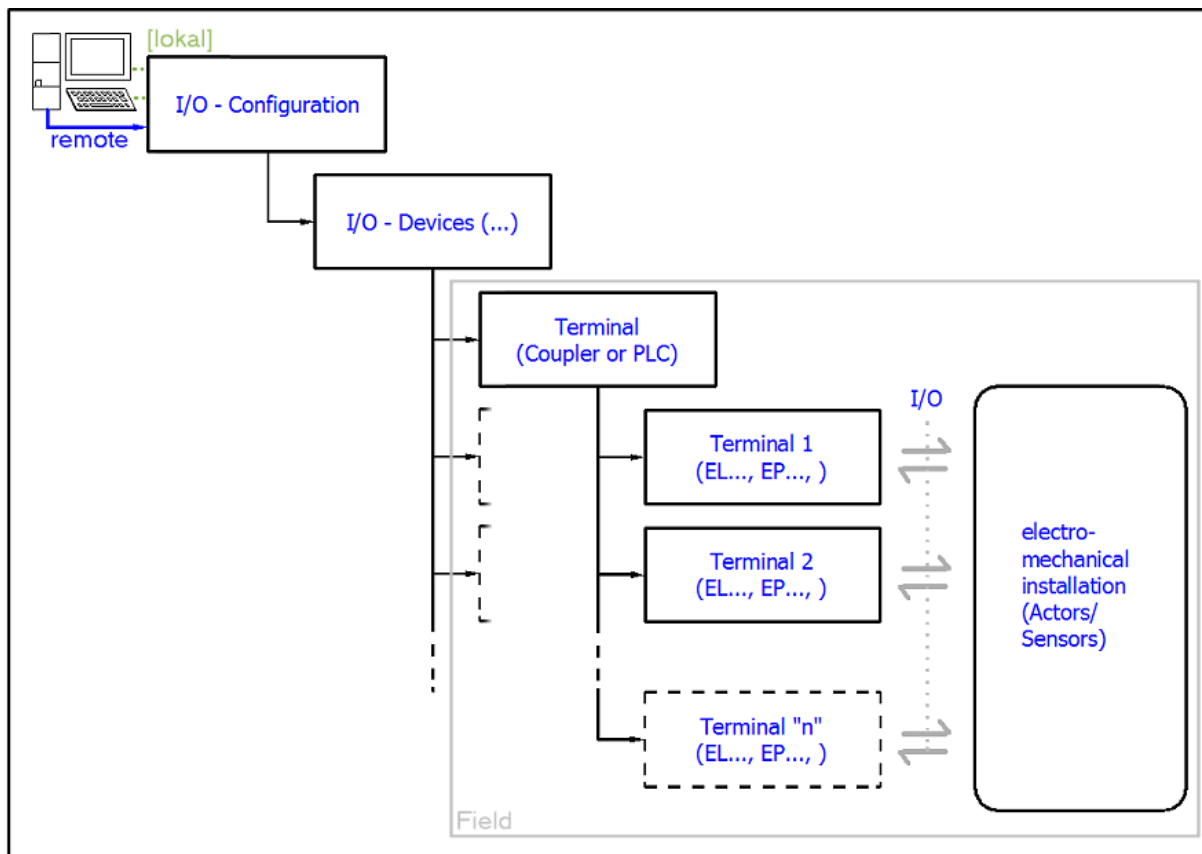 [lokal]
I/O - Configuration
remote
I/O - Devices (...)
Terminal
(Coupler or PLC)
I/O
Terminal 1
(EL..., EP..., )
Terminal 2
(EL..., EP..., )
electro-
mechanical
installation
(Actors/
Sensors)
Terminal "n"
(EL..., EP..., )
Field